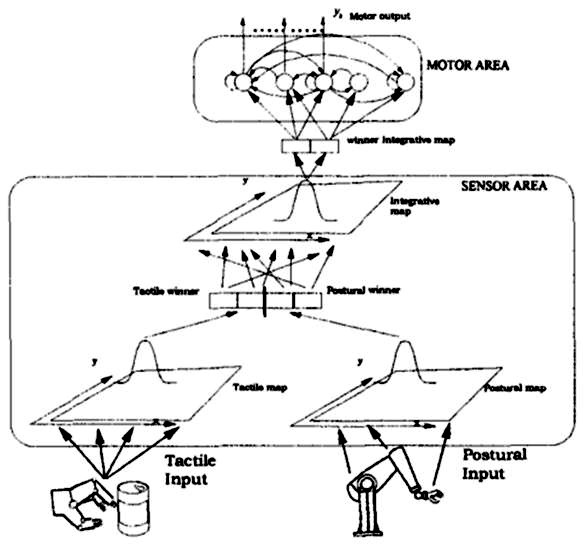 yₛ Motor output
MOTOR AREA
winner Integrative map
SENSOR AREA
y
Integrative
map
x
Tactile winner
Postural winner
y
Tactile map
x
y
Postural map
x
Tactile
Input
Postural
Input